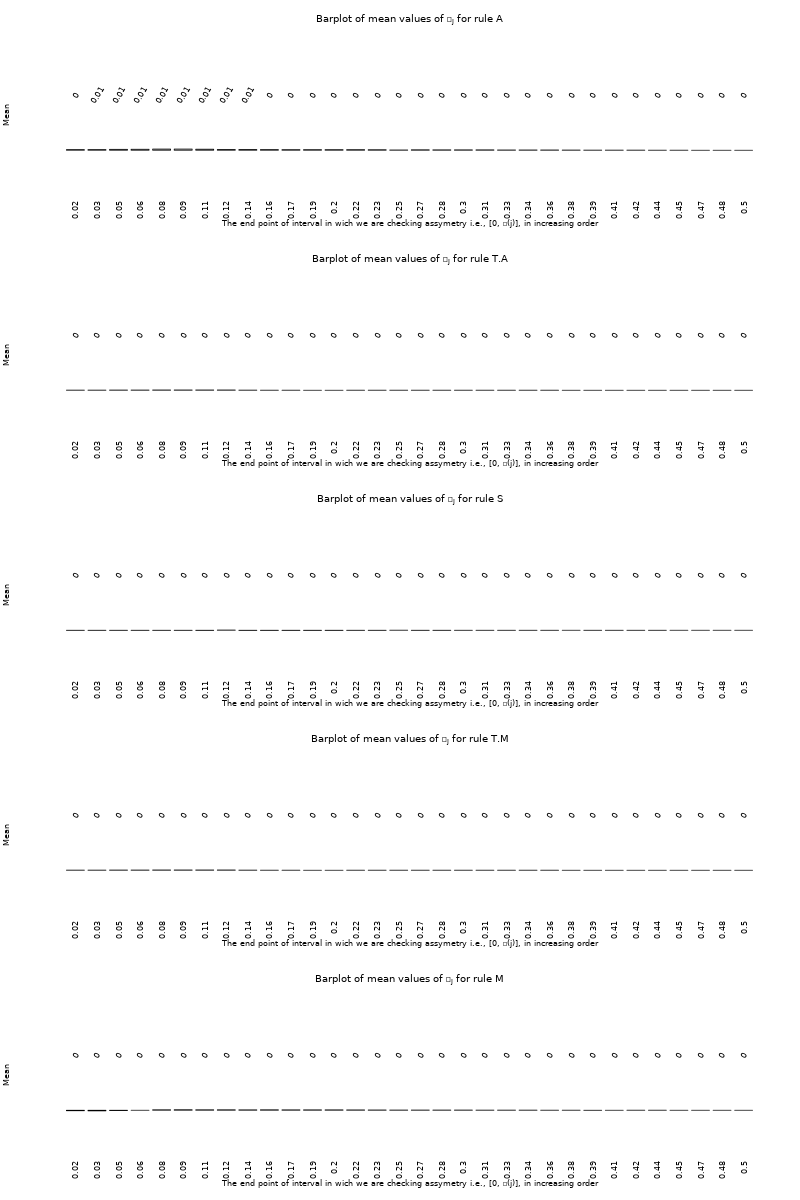 Barplot of mean values of □j for rule A
Mean
0 0.01 0.01 0.01 0.01 0.01 0.01 0.01 0.01 0 0 0 0 0 0 0 0 0 0 0 0 0 0 0 0 0 0 0 0 0 0 0
0.02 0.03 0.05 0.06 0.08 0.09 0.11 0.12 0.14 0.16 0.17 0.19 0.2 0.22 0.23 0.25 0.27 0.28 0.3 0.31 0.33 0.34 0.36 0.38 0.39 0.41 0.42 0.44 0.45 0.47 0.48 0.5
The end point of interval in wich we are checking assymetry i.e., [0, □(j)], in increasing order
Barplot of mean values of □j for rule T.A
Mean
0 0 0 0 0 0 0 0 0 0 0 0 0 0 0 0 0 0 0 0 0 0 0 0 0 0 0 0 0 0 0 0
0.02 0.03 0.05 0.06 0.08 0.09 0.11 0.12 0.14 0.16 0.17 0.19 0.2 0.22 0.23 0.25 0.27 0.28 0.3 0.31 0.33 0.34 0.36 0.38 0.39 0.41 0.42 0.44 0.45 0.47 0.48 0.5
The end point of interval in wich we are checking assymetry i.e., [0, □(j)], in increasing order
Barplot of mean values of □j for rule S
Mean
0 0 0 0 0 0 0 0 0 0 0 0 0 0 0 0 0 0 0 0 0 0 0 0 0 0 0 0 0 0 0 0
0.02 0.03 0.05 0.06 0.08 0.09 0.11 0.12 0.14 0.16 0.17 0.19 0.2 0.22 0.23 0.25 0.27 0.28 0.3 0.31 0.33 0.34 0.36 0.38 0.39 0.41 0.42 0.44 0.45 0.47 0.48 0.5
The end point of interval in wich we are checking assymetry i.e., [0, □(j)], in increasing order
Barplot of mean values of □j for rule T.M
Mean
0 0 0 0 0 0 0 0 0 0 0 0 0 0 0 0 0 0 0 0 0 0 0 0 0 0 0 0 0 0 0 0
0.02 0.03 0.05 0.06 0.08 0.09 0.11 0.12 0.14 0.16 0.17 0.19 0.2 0.22 0.23 0.25 0.27 0.28 0.3 0.31 0.33 0.34 0.36 0.38 0.39 0.41 0.42 0.44 0.45 0.47 0.48 0.5
The end point of interval in wich we are checking assymetry i.e., [0, □(j)], in increasing order
Barplot of mean values of □j for rule M
Mean
0 0 0 0 0 0 0 0 0 0 0 0 0 0 0 0 0 0 0 0 0 0 0 0 0 0 0 0 0 0 0 0
0.02 0.03 0.05 0.06 0.08 0.09 0.11 0.12 0.14 0.16 0.17 0.19 0.2 0.22 0.23 0.25 0.27 0.28 0.3 0.31 0.33 0.34 0.36 0.38 0.39 0.41 0.42 0.44 0.45 0.47 0.48 0.5
The end point of interval in wich we are checking assymetry i.e., [0, □(j)], in increasing order